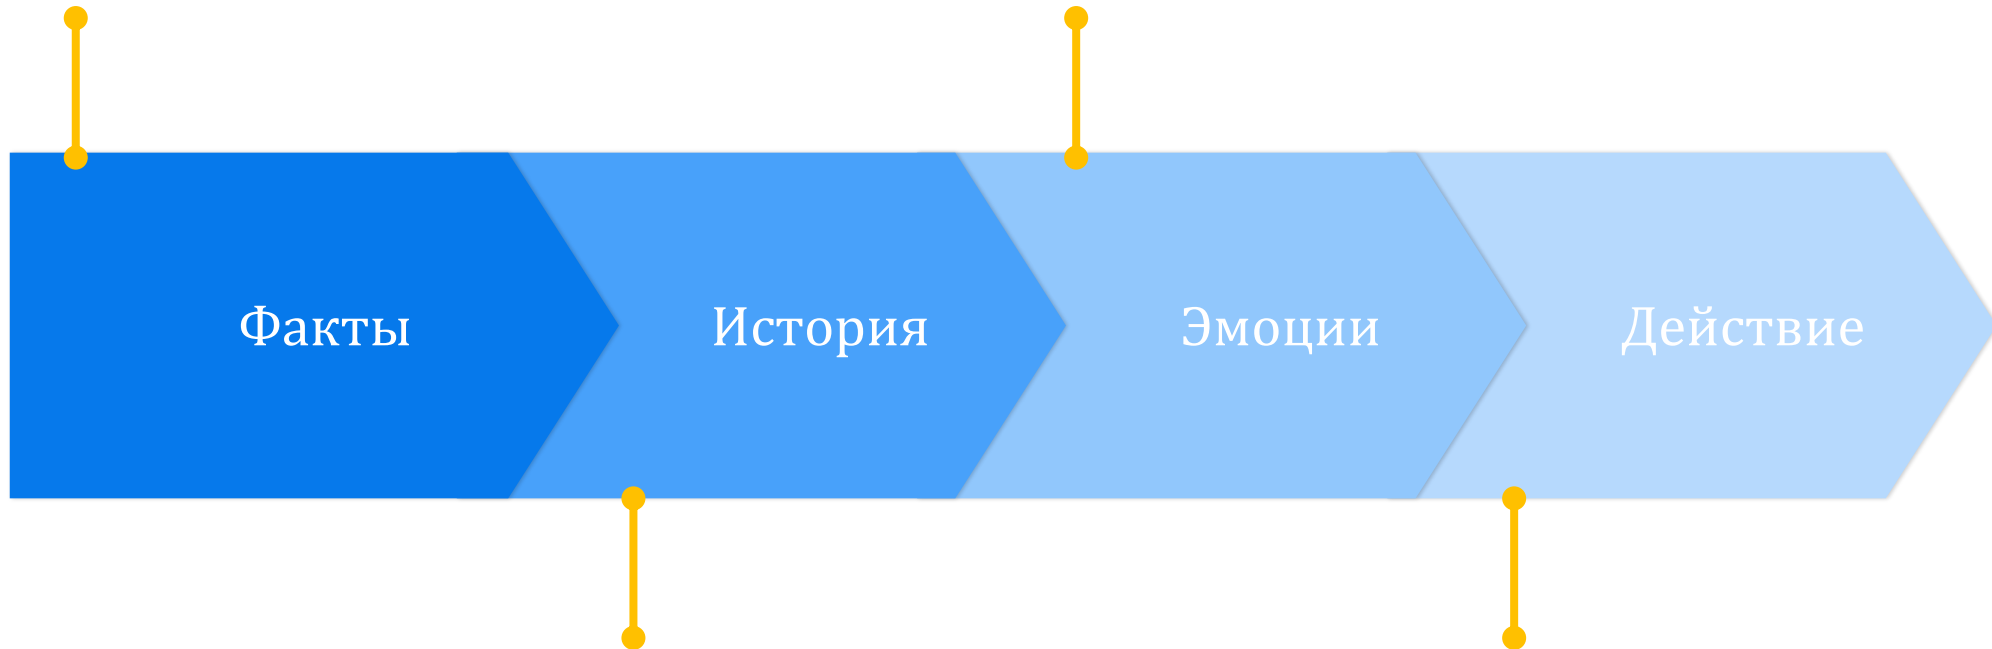 Факты
История
Эмоции
Действие